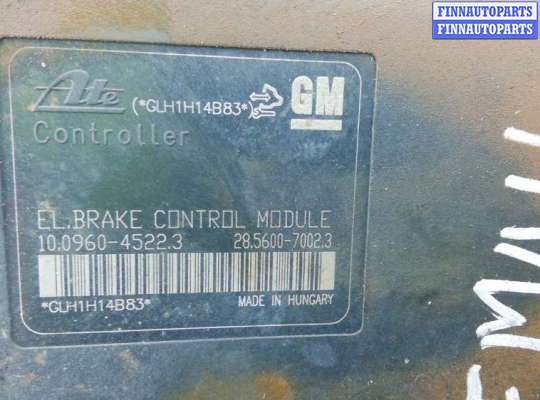 FINNAUTOPARTS
FINNAUTOPARTS
Ate (*GLH1H14B83*) GM
Controller
EL.BRAKE CONTROL MODULE
10.0960-4522.3 28.5600-7002.3
*GLH1H14B83* MADE IN HUNGARY